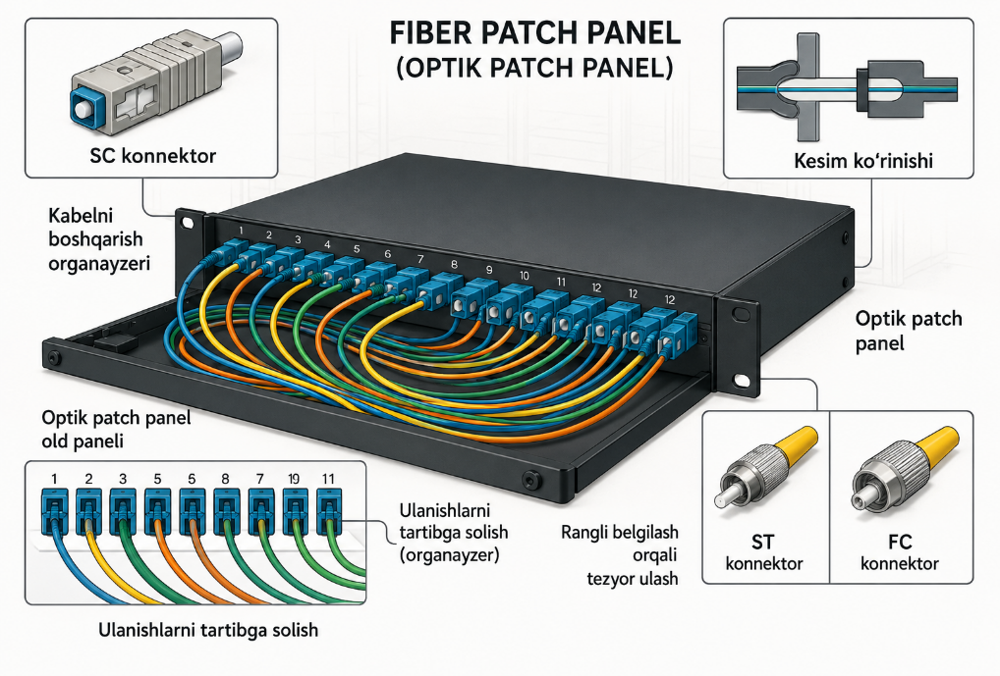 FIBER PATCH PANEL
(OPTIK PATCH PANEL)
SC konnektor
Kesim ko‘rinishi
Kabelni
boshqarish
organayzeri
1 2 3 4 5 6 7 8 9 10 11 12 12 12
Optik patch
panel
Optik patch panel
old paneli
1 2 3 5 6 8 7 19 11
Ulanishlarni
tartibga solish
(organayzer)
Ulanishlarni tartibga solish
Rangli belgilash
orqali
tezyor ulash
ST
konnektor
FC
konnektor